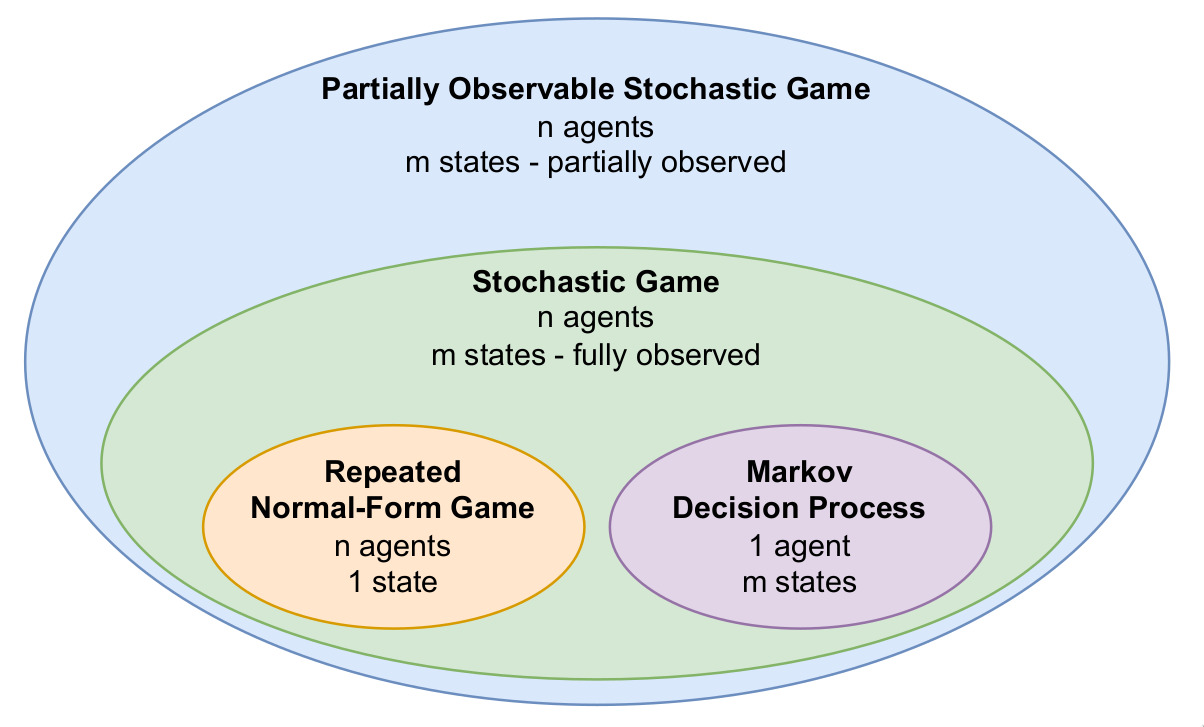 Partially Observable Stochastic Game
n agents
m states - partially observed
Stochastic Game
n agents
m states - fully observed
Repeated
Normal-Form Game
n agents
1 state
Markov
Decision Process
1 agent
m states